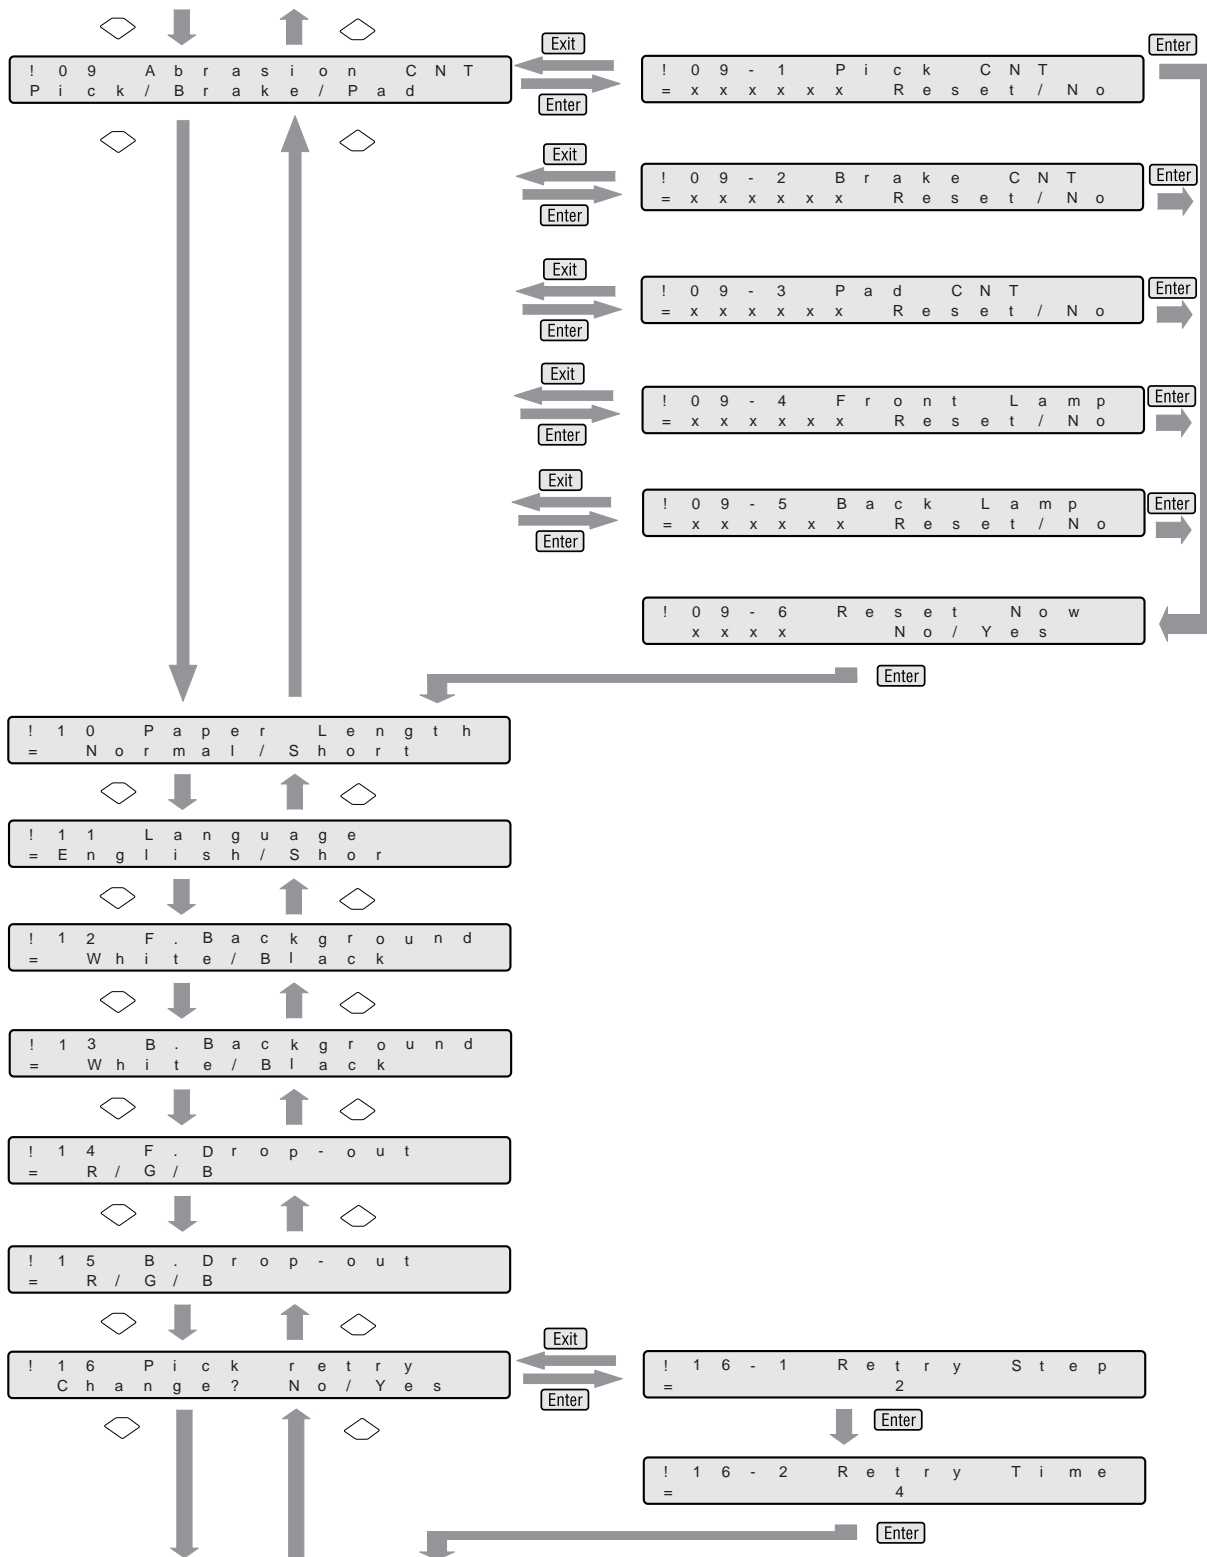 Exit
Enter
!09 Abrasion CNT
Pick/Brake/Pad
!09-1 Pick CNT
=xxxxxx Reset/No
Enter
Exit
Enter
!09-2 Brake CNT
=xxxxxx Reset/No
Enter
Exit
Enter
!09-3 Pad CNT
=xxxxxx Reset/No
Enter
Exit
Enter
!09-4 Front Lamp
=xxxxxx Reset/No
Enter
Exit
Enter
!09-5 Back Lamp
=xxxxxx Reset/No
Enter
!09-6 Reset Now
xxxx No/Yes
Enter
!10 Paper Length
= Normal/Short
!11 Language
=English/Shor
!12 F.Background
= White/Black
!13 B.Background
= White/Black
!14 F.Drop-out
= R/G/B
!15 B.Drop-out
= R/G/B
Exit
!16 Pick retry
Change? No/Yes
!16-1 Retry Step
= 2
Enter
Enter
!16-2 Retry Time
= 4
Enter